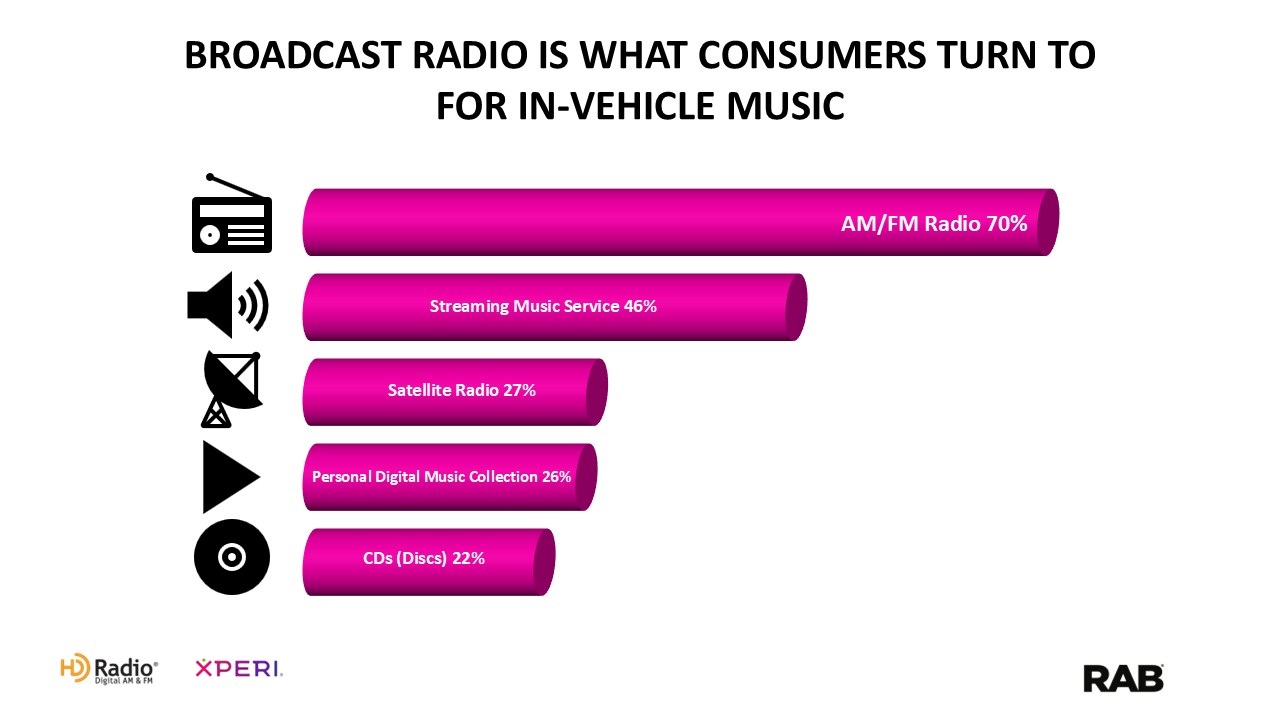 BROADCAST RADIO IS WHAT CONSUMERS TURN TO
FOR IN-VEHICLE MUSIC
AM/FM Radio 70%
Streaming Music Service 46%
Satellite Radio 27%
Personal Digital Music Collection 26%
CDs (Discs) 22%
HD Radio®
Digital AM & FM
XPERI®
RAB®